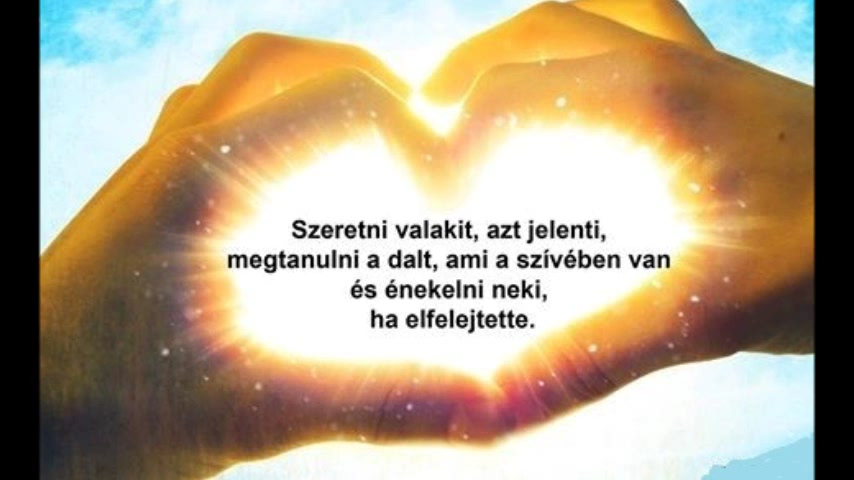 Szeretni valakit, azt jelenti,
megtanulni a dalt, ami a szívében van
és énekelni neki,
ha elfelejtette.